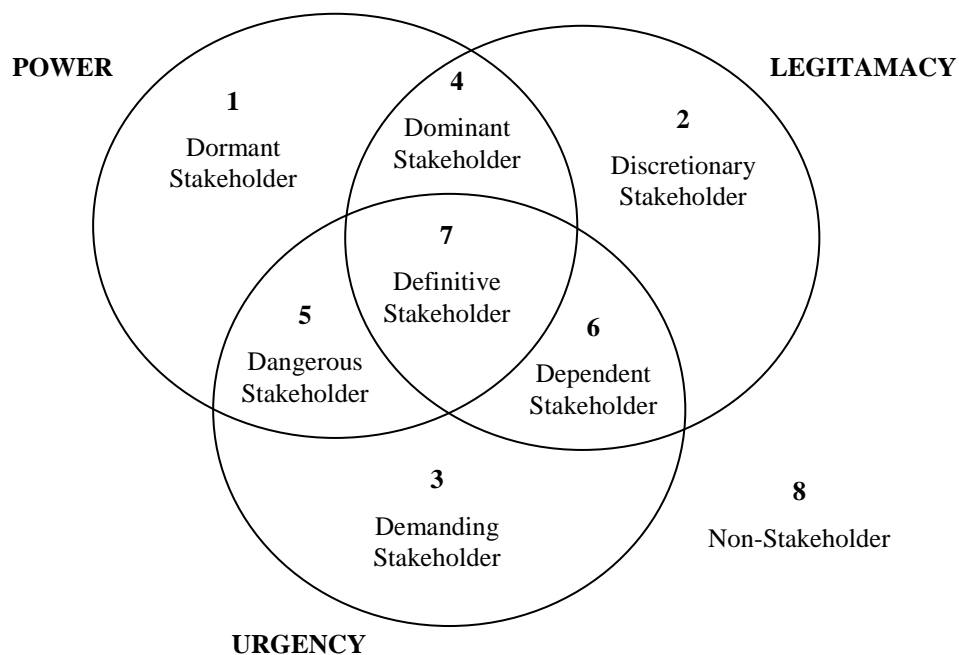 POWER
LEGITAMACY
1
Dormant
Stakeholder
4
Dominant
Stakeholder
2
Discretionary
Stakeholder
7
Definitive
Stakeholder
5
Dangerous
Stakeholder
6
Dependent
Stakeholder
3
Demanding
Stakeholder
8
Non-Stakeholder
URGENCY